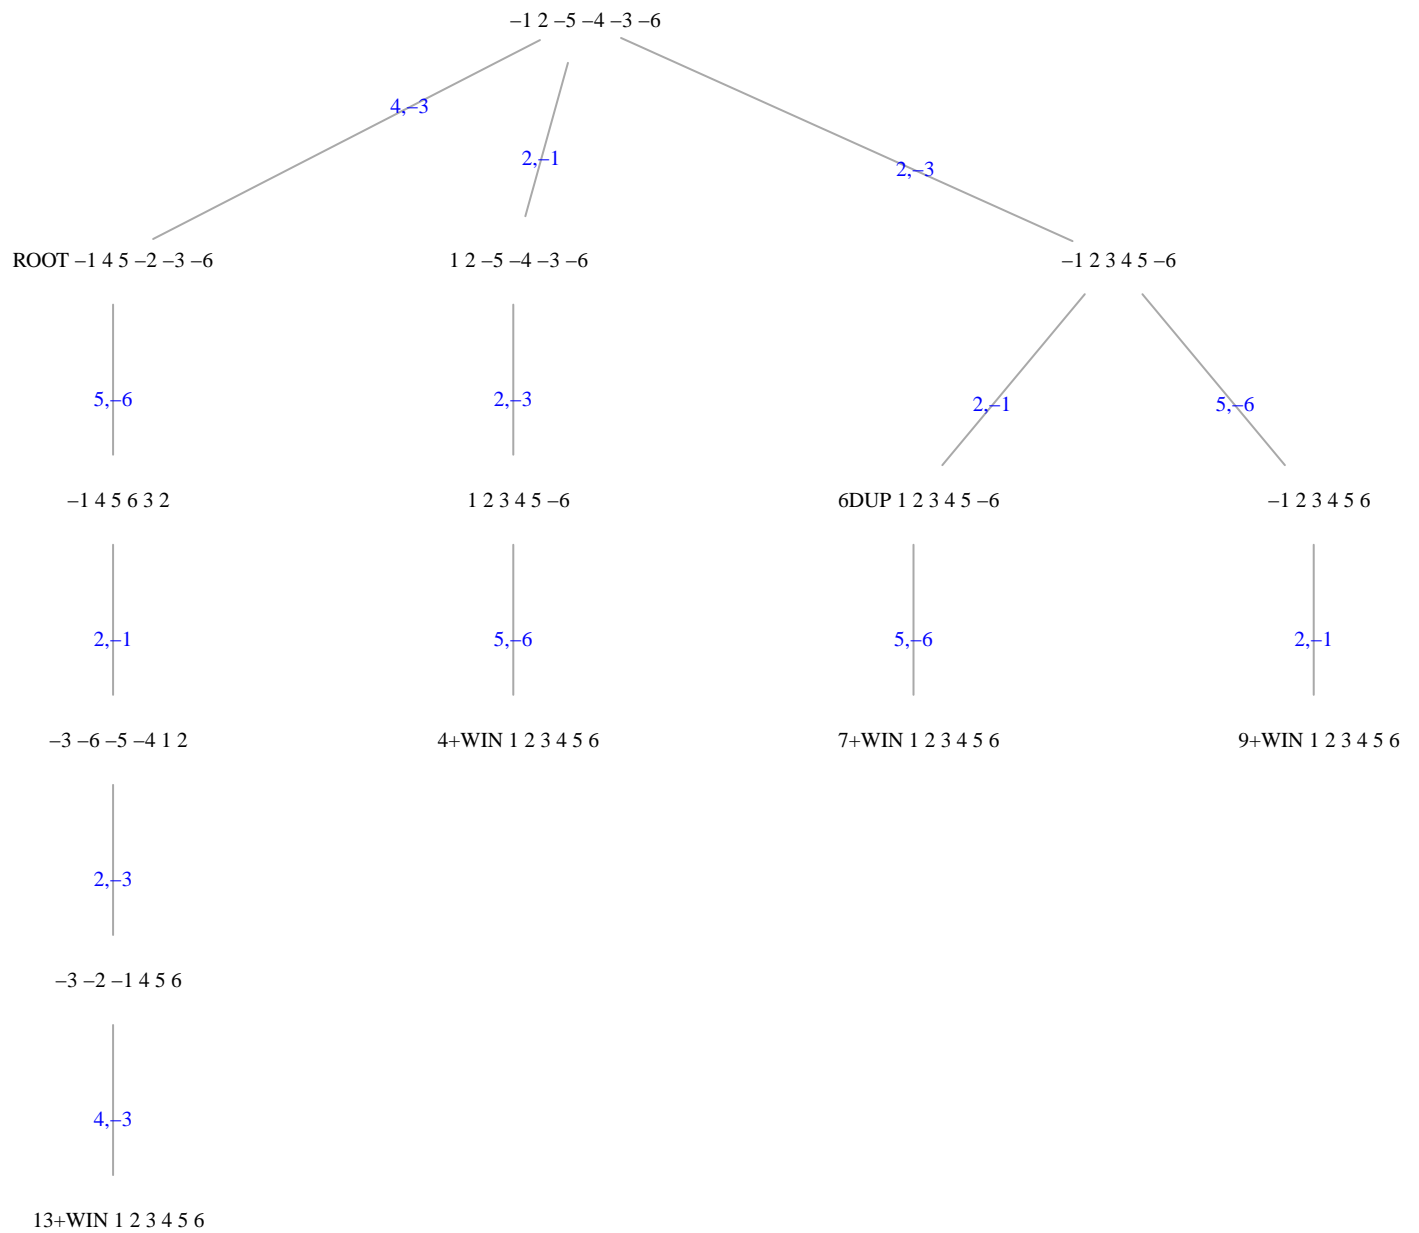 –1 2 –5 –4 –3 –6
4,–3
2,–1
2,–3
ROOT –1 4 5 –2 –3 –6
1 2 –5 –4 –3 –6
–1 2 3 4 5 –6
5,–6
2,–3
2,–1
5,–6
–1 4 5 6 3 2
1 2 3 4 5 –6
6DUP 1 2 3 4 5 –6
–1 2 3 4 5 6
2,–1
5,–6
5,–6
2,–1
–3 –6 –5 –4 1 2
4+WIN 1 2 3 4 5 6
7+WIN 1 2 3 4 5 6
9+WIN 1 2 3 4 5 6
2,–3
–3 –2 –1 4 5 6
4,–3
13+WIN 1 2 3 4 5 6